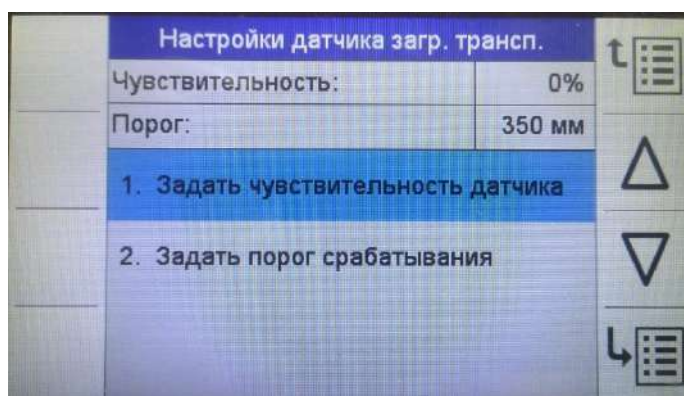 Настройки датчика загр. трансп.
Чувствительность: 0%
Порог: 350 мм
1. Задать чувствительность датчика
2. Задать порог срабатывания